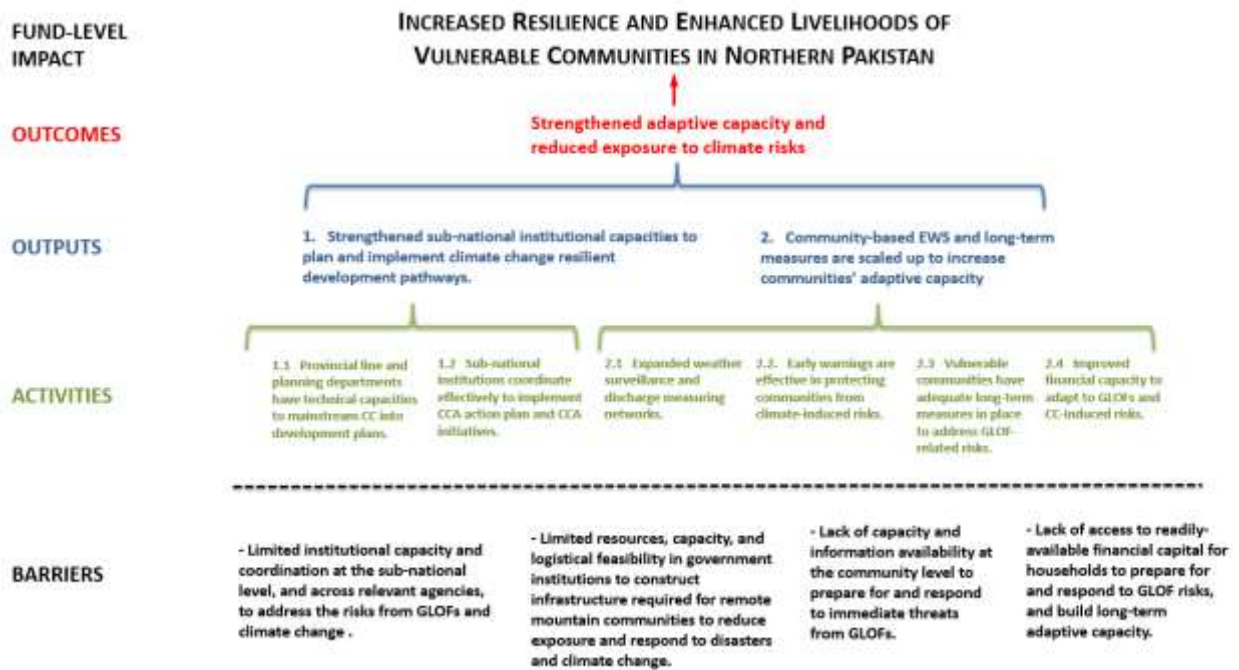 FUND-LEVEL
IMPACT
INCREASED RESILIENCE AND ENHANCED LIVELIHOODS OF
VULNERABLE COMMUNITIES IN NORTHERN PAKISTAN
OUTCOMES
Strengthened adaptive capacity and
reduced exposure to climate risks
OUTPUTS
1. Strengthened sub-national institutional capacities to
plan and implement climate change resilient
development pathways.
2. Community-based EWS and long-term
measures are scaled up to increase
communities' adaptive capacity
ACTIVITIES
1.1 Provincial line and
planning departments
have technical capacities
to mainstream CC into
development plans.
1.2 Sub-national
institutions coordinate
effectively to implement
CCA action plan and CCA
initiatives.
2.1 Expanded weather
surveillance and
discharge measuring
networks.
2.2. Early warnings are
effective in protecting
communities from
climate-induced risks.
2.3 Vulnerable
communities have
adequate long-term
measures in place
to address GLOF-
related risks.
2.4 Improved
financial capacity to
adapt to GLOFs and
CC-induced risks.
BARRIERS
- Limited institutional capacity and
coordination at the sub-national
level, and across relevant agencies,
to address the risks from GLOFs and
climate change .
- Limited resources, capacity, and
logistical feasibility in government
institutions to construct
infrastructure required for remote
mountain communities to reduce
exposure and respond to disasters
and climate change.
- Lack of capacity and
information availability at
the community level to
prepare for and respond
to immediate threats
from GLOFs.
- Lack of access to readily-
available financial capital for
households to prepare for
and respond to GLOF risks,
and build long-term
adaptive capacity.